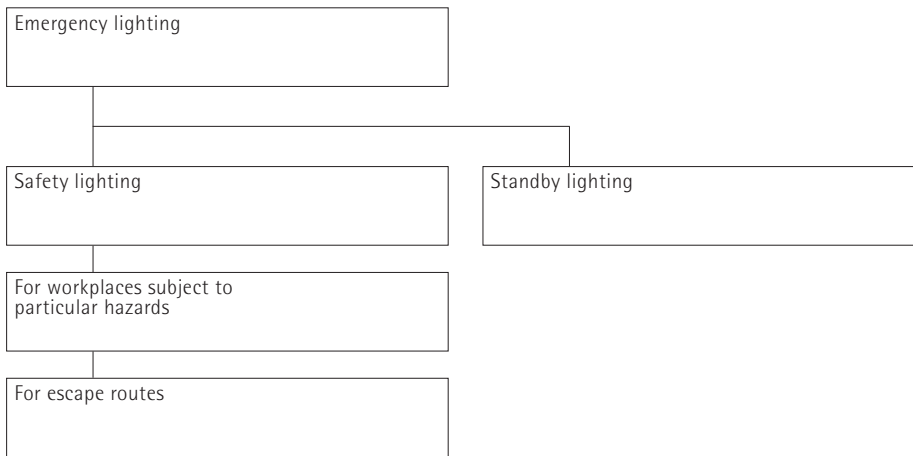 Emergency lighting
Safety lighting
Standby lighting
For workplaces subject to
particular hazards
For escape routes